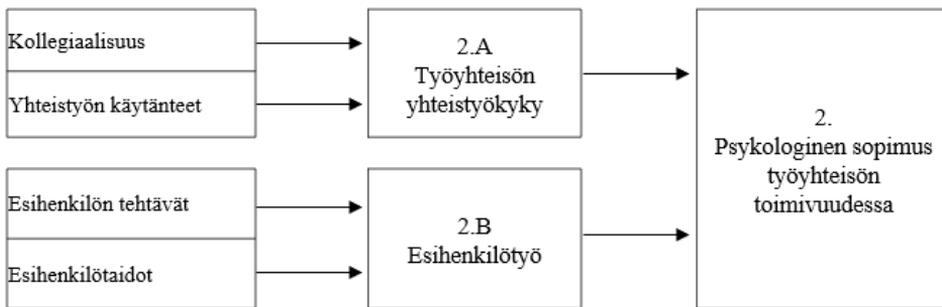 Kollegiaalisuus
Yhteistyön käytänteet
2.A
Työyhteisön
yhteistyökyky
Esihenkilön tehtävät
Esihenkilötaidot
2.B
Esihenkilötyö
2.
Psykologinen sopimus
työyhteisön
toimivuudessa